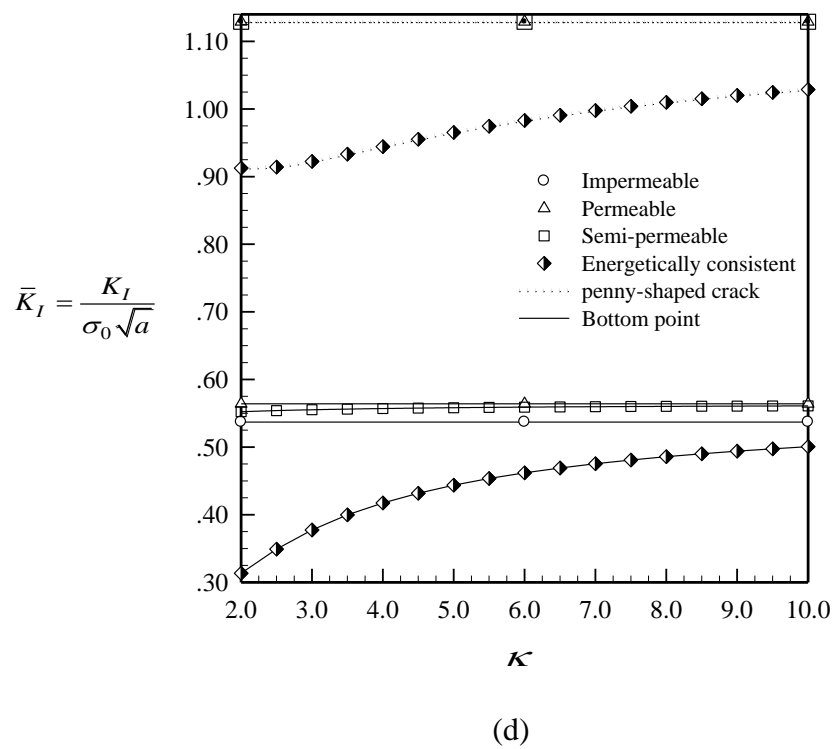 1.10
1.00
.90
.80
.70
.60
.50
.40
.30
2.0 3.0 4.0 5.0 6.0 7.0 8.0 9.0 10.0
K̄_I = K_I / σ_0 √a
Impermeable
Permeable
Semi-permeable
Energetically consistent
penny-shaped crack
Bottom point
κ
(d)